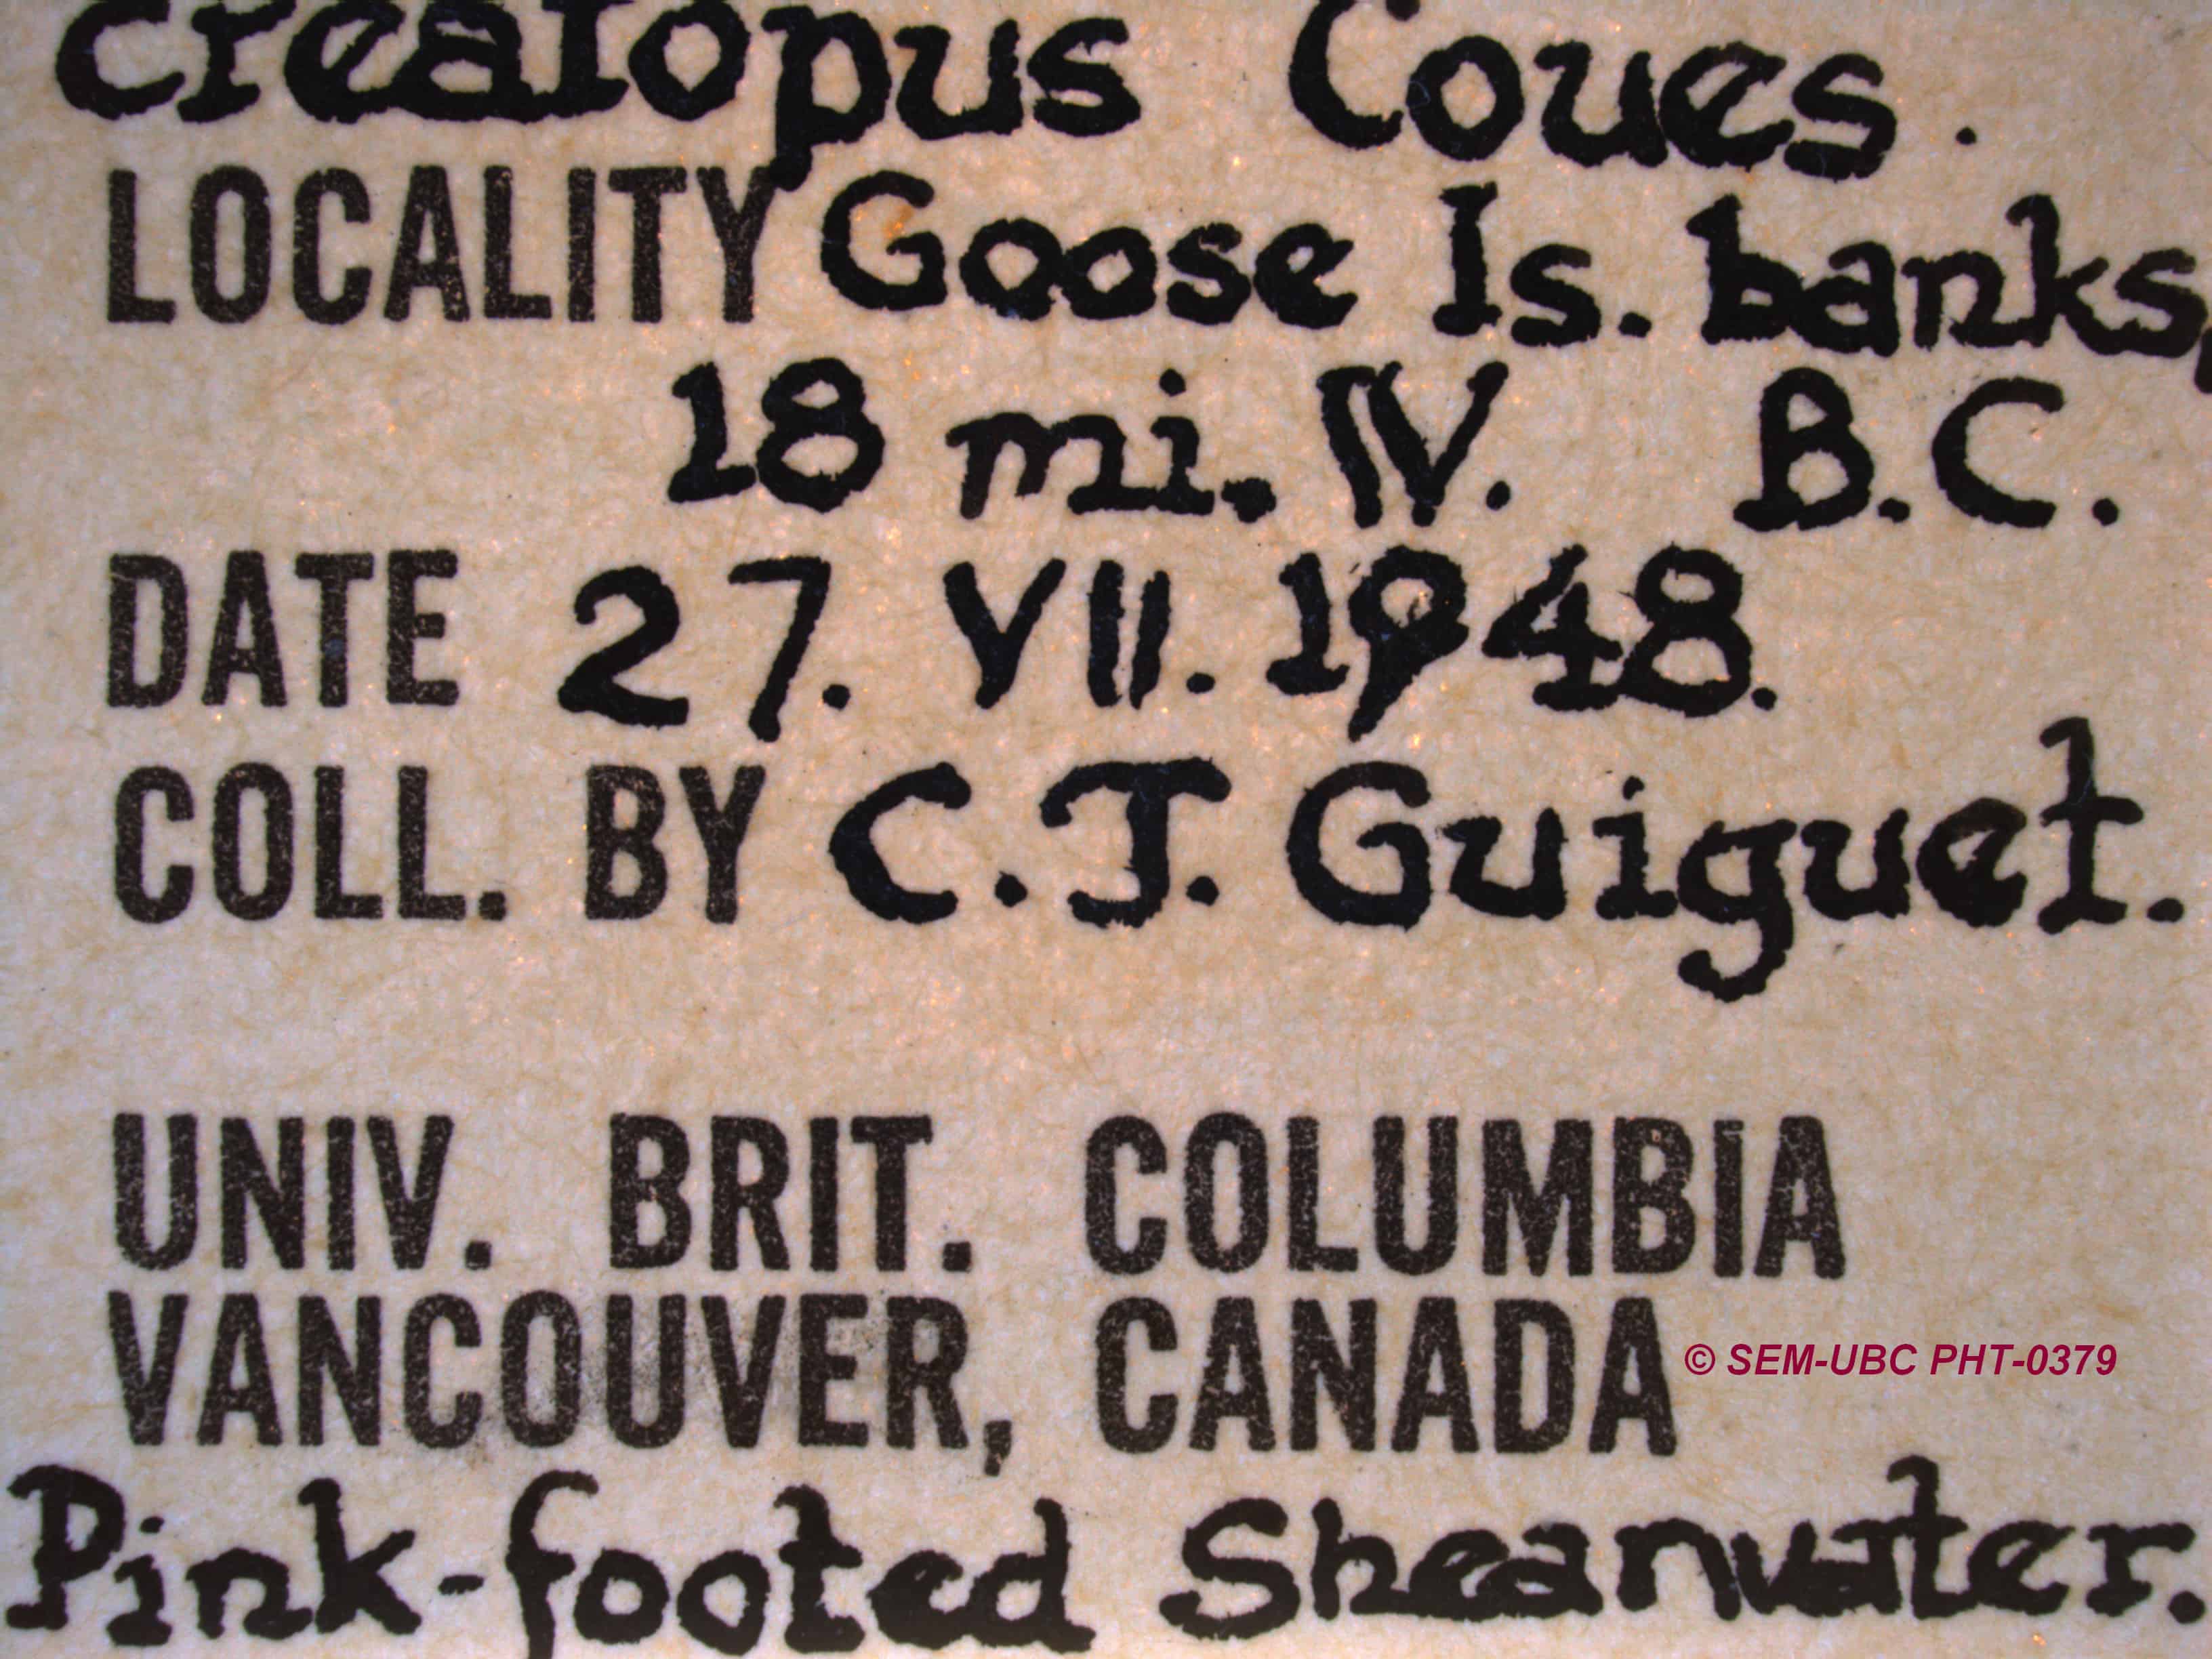 creatopus Coues.
LOCALITY Goose Is. banks,
18 mi. W. B.C.
DATE 27. VII. 1948.
COLL. BY C. J. Guiguet.
UNIV. BRIT. COLUMBIA
VANCOUVER, CANADA
© SEM-UBC PHT-0379
Pink-footed Shearwater.